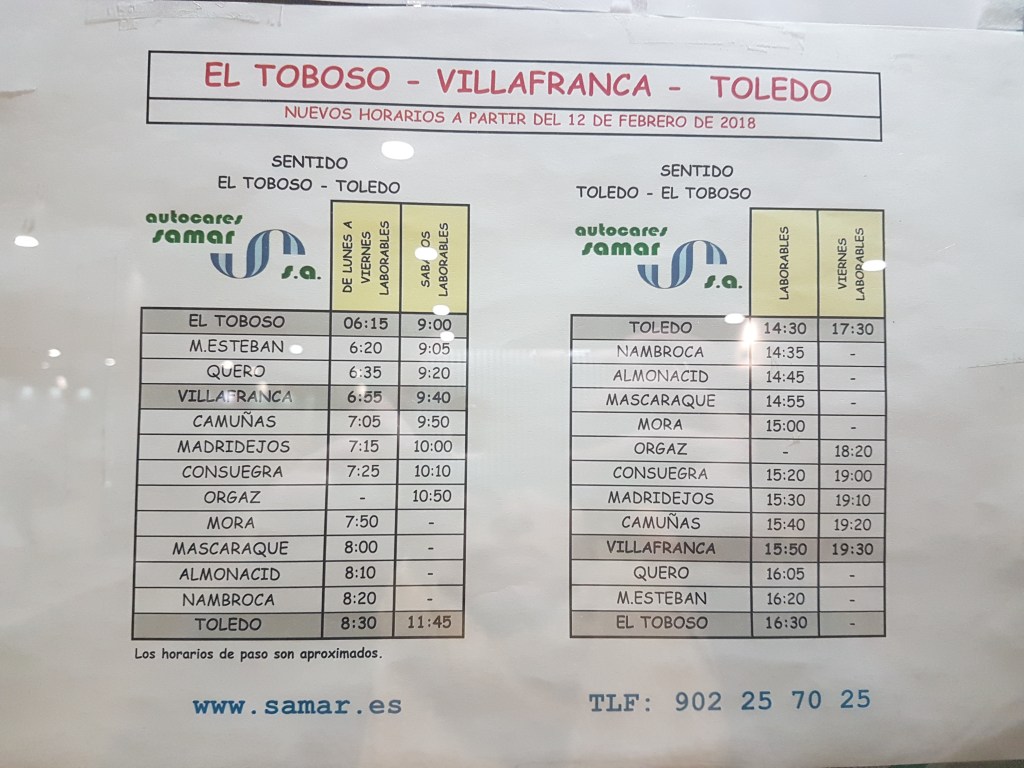 EL TOBOSO - VILLAFRANCA - TOLEDO
NUEVOS HORARIOS A PARTIR DEL 12 DE FEBRERO DE 2018
SENTIDO
EL TOBOSO - TOLEDO
autocares
samar
s.a.
DE LUNES A
VIERNES
LABORABLES
LABORABLES
EL TOBOSO 06:15 9:00
M.ESTEBAN 6:20 9:05
QUERO 6:35 9:20
VILLAFRANCA 6:55 9:40
CAMUÑAS 7:05 9:50
MADRIDEJOS 7:15 10:00
CONSUEGRA 7:25 10:10
ORGAZ - 10:50
MORA 7:50 -
MASCARAQUE 8:00 -
ALMONACID 8:10 -
NAMBROCA 8:20 -
TOLEDO 8:30 11:45
Los horarios de paso son aproximados.
SENTIDO
TOLEDO - EL TOBOSO
autocares
samar
s.a.
LABORABLES
VIERNES
LABORABLES
TOLEDO 14:30 17:30
NAMBROCA 14:35 -
ALMONACID 14:45 -
MASCARAQUE 14:55 -
MORA 15:00 -
ORGAZ - 18:20
CONSUEGRA 15:20 19:00
MADRIDEJOS 15:30 19:10
CAMUÑAS 15:40 19:20
VILLAFRANCA 15:50 19:30
QUERO 16:05 -
M.ESTEBAN 16:20 -
EL TOBOSO 16:30 -
www.samar.es
TLF: 902 25 70 25